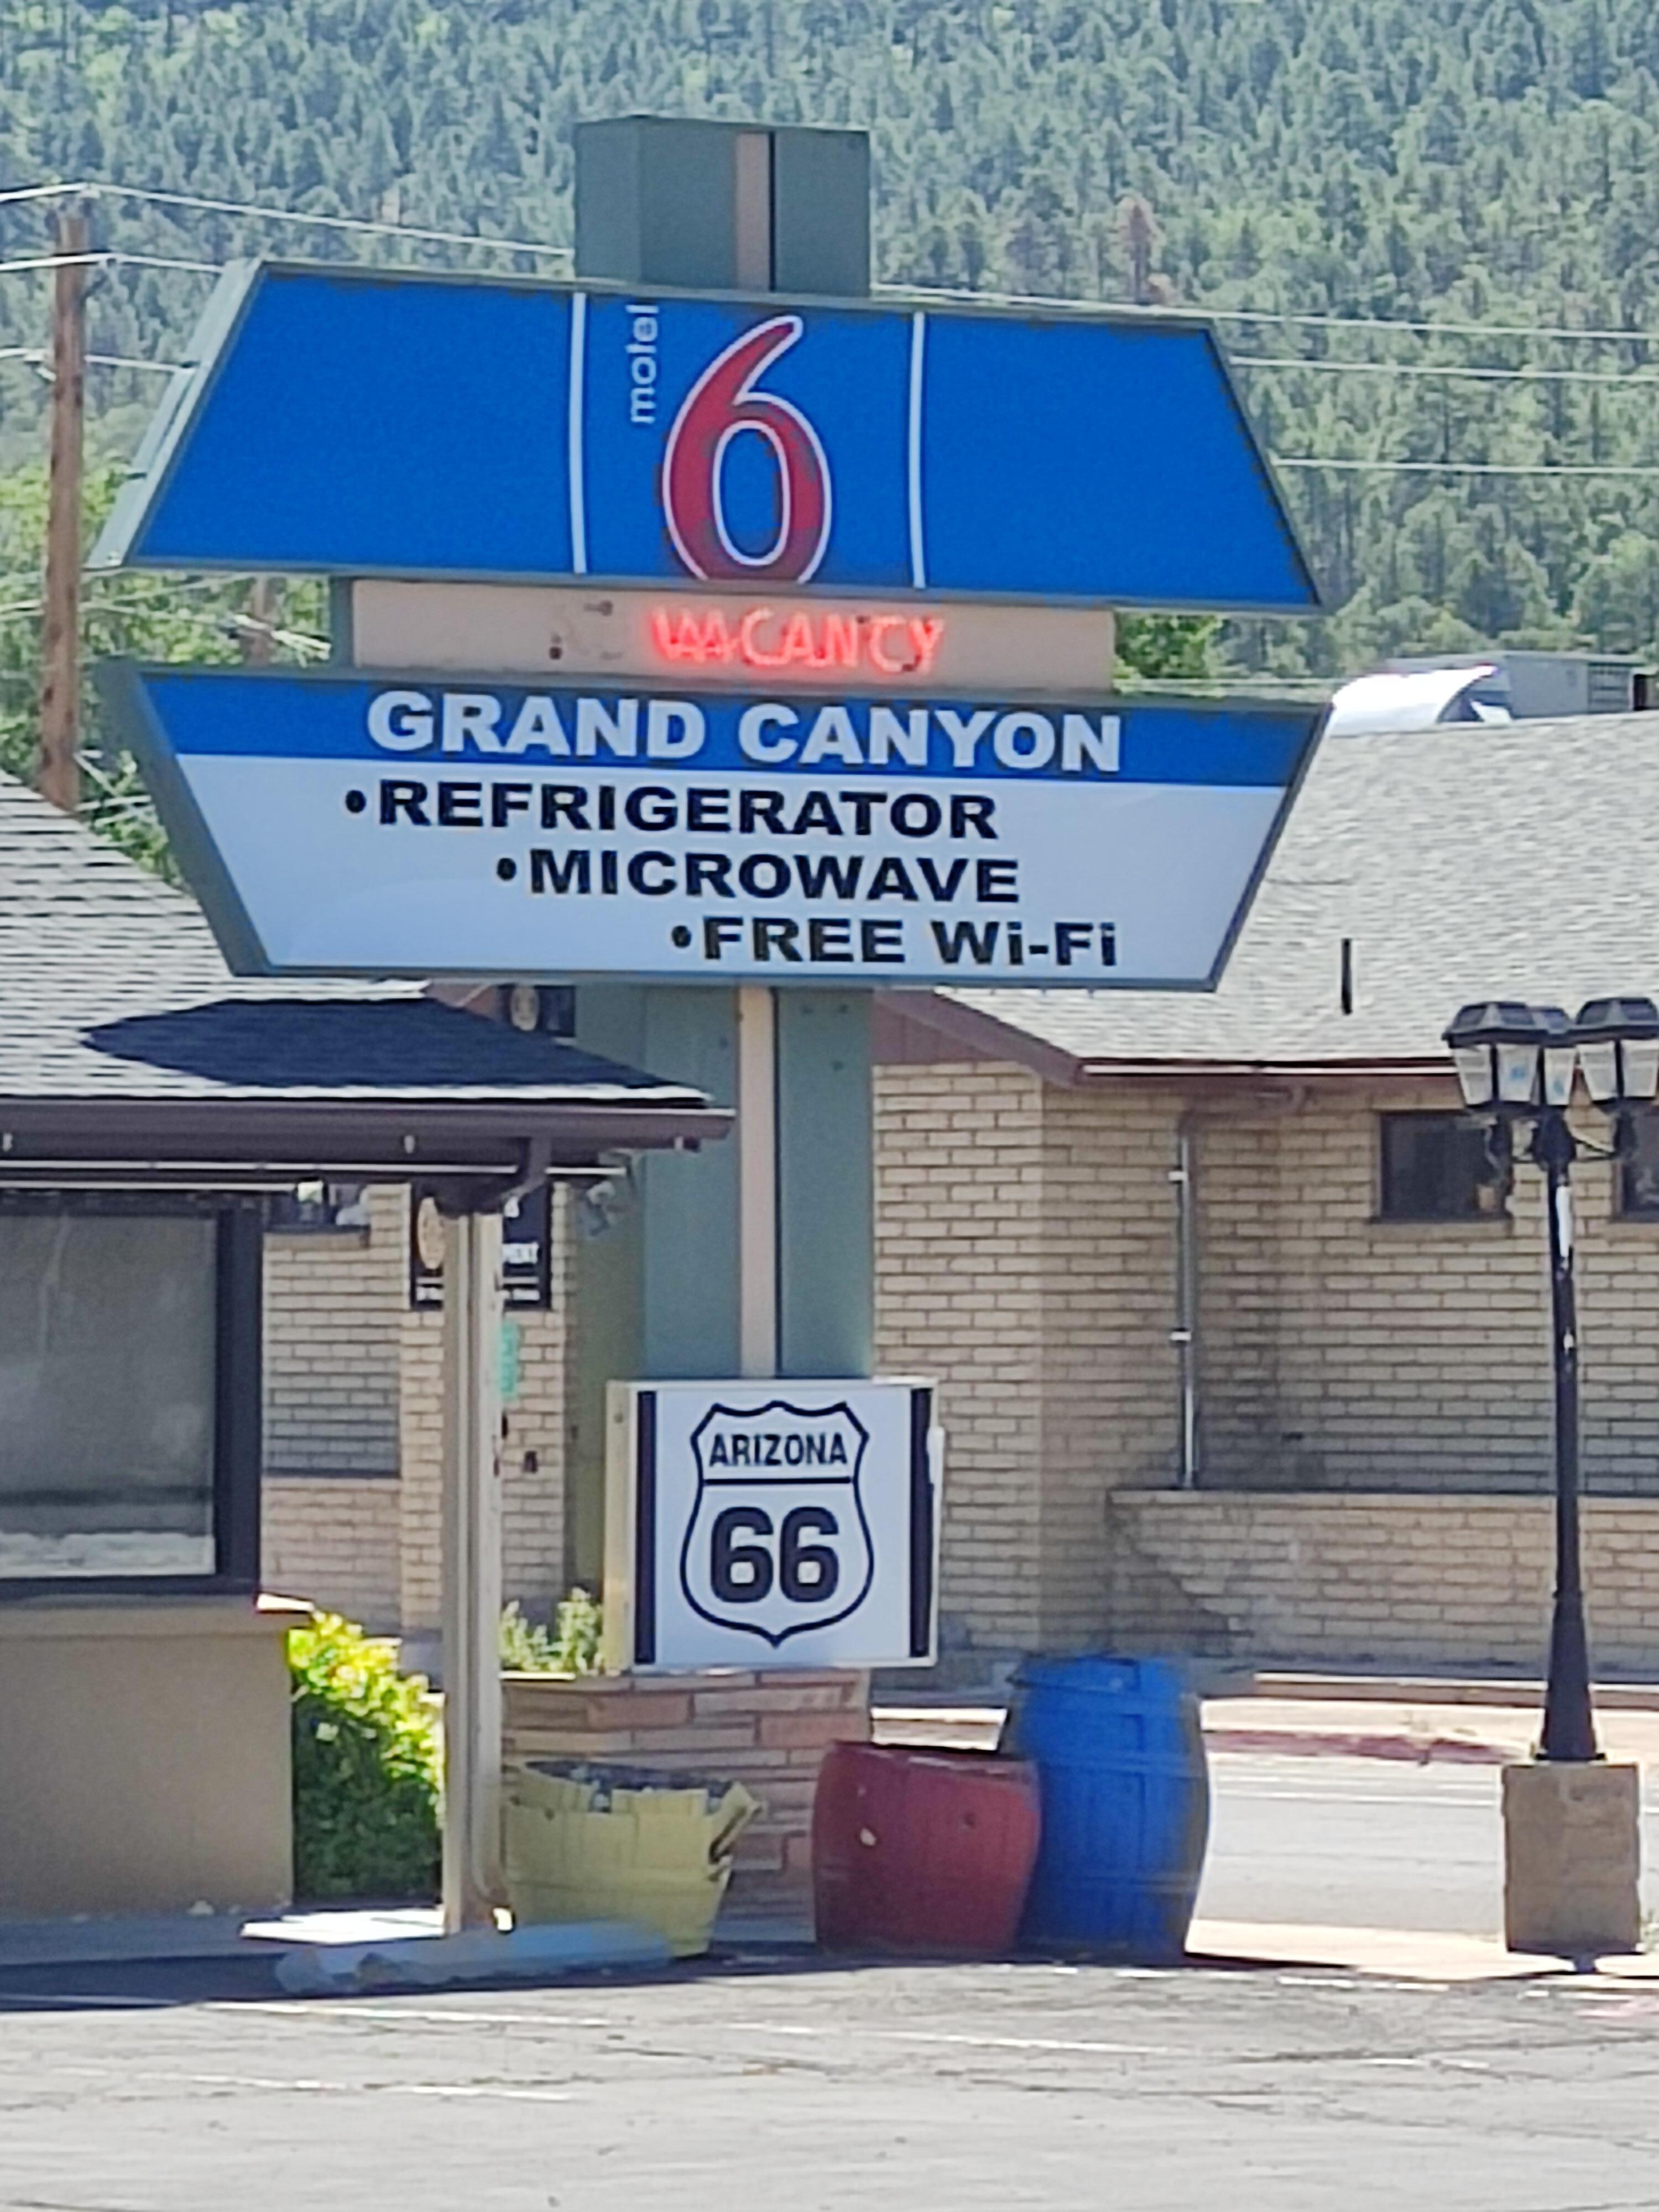 motel
6
VACANCY
GRAND CANYON
•REFRIGERATOR
•MICROWAVE
•FREE Wi-Fi
ARIZONA
66